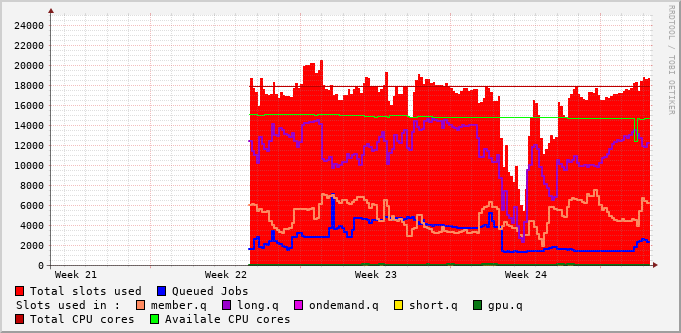 RRDTOOL / TOBI OETIKER
24000
22000
20000
18000
16000
14000
12000
10000
8000
6000
4000
2000
0
Week 21 Week 22 Week 23 Week 24
Total slots used Queued Jobs
Slots used in : member.q long.q ondemand.q short.q gpu.q
Total CPU cores Availale CPU cores